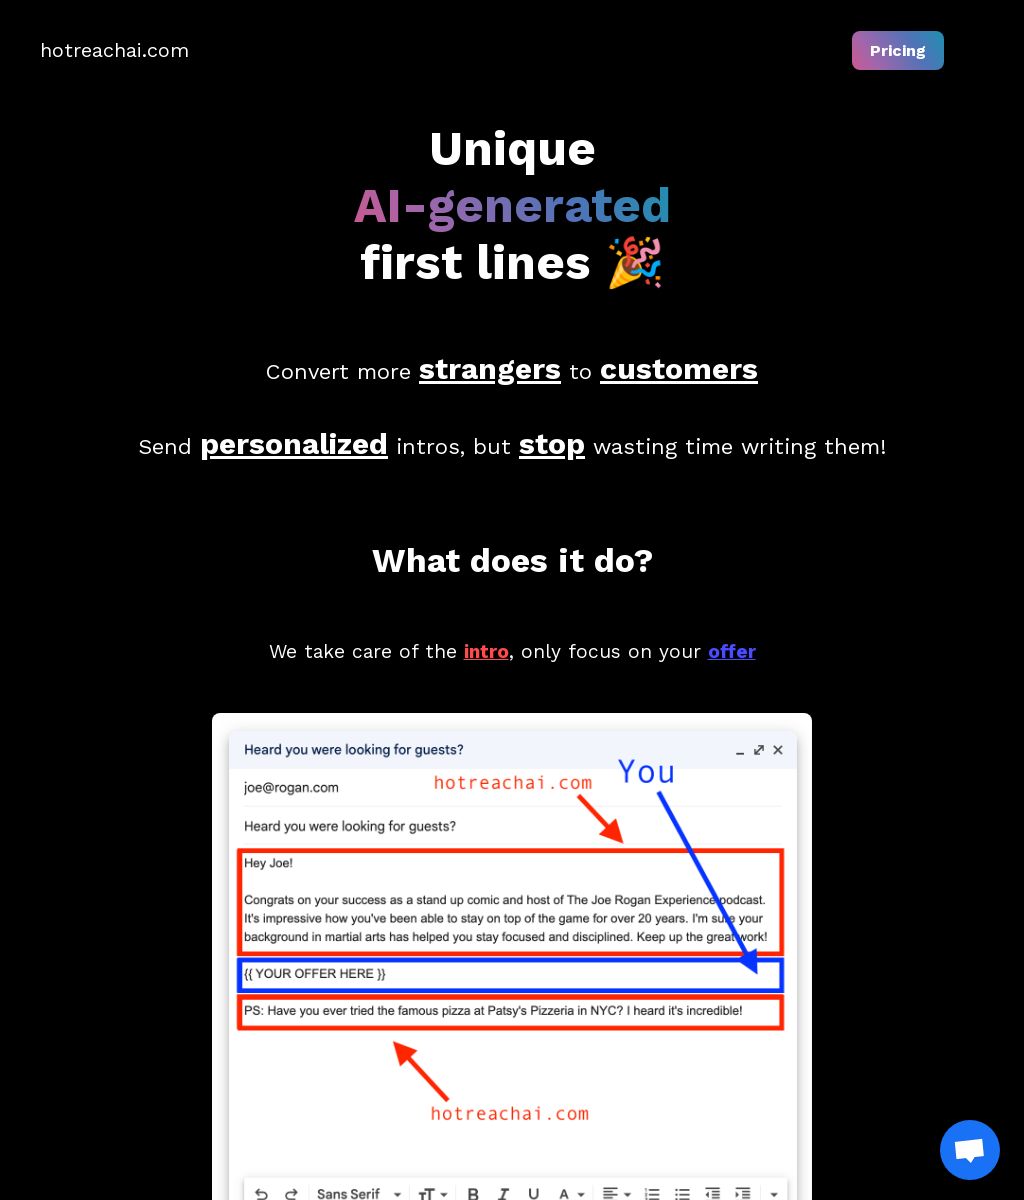 hotreachai.com
Pricing
Unique
AI-generated
first lines 🎉
Convert more strangers to customers
Send personalized intros, but stop wasting time writing them!
What does it do?
We take care of the intro, only focus on your offer
Heard you were looking for guests?
You
hotreachai.com
joe@rogan.com
Heard you were looking for guests?
Hey Joe!
Congrats on your success as a stand up comic and host of The Joe Rogan Experience podcast.
It's impressive how you've been able to stay on top of the game for over 20 years. I'm sure your
background in martial arts has helped you stay focused and disciplined. Keep up the great work!
{{ YOUR OFFER HERE }}
PS: Have you ever tried the famous pizza at Patsy's Pizzeria in NYC? I heard it's incredible!
hotreachai.com
Sans Serif